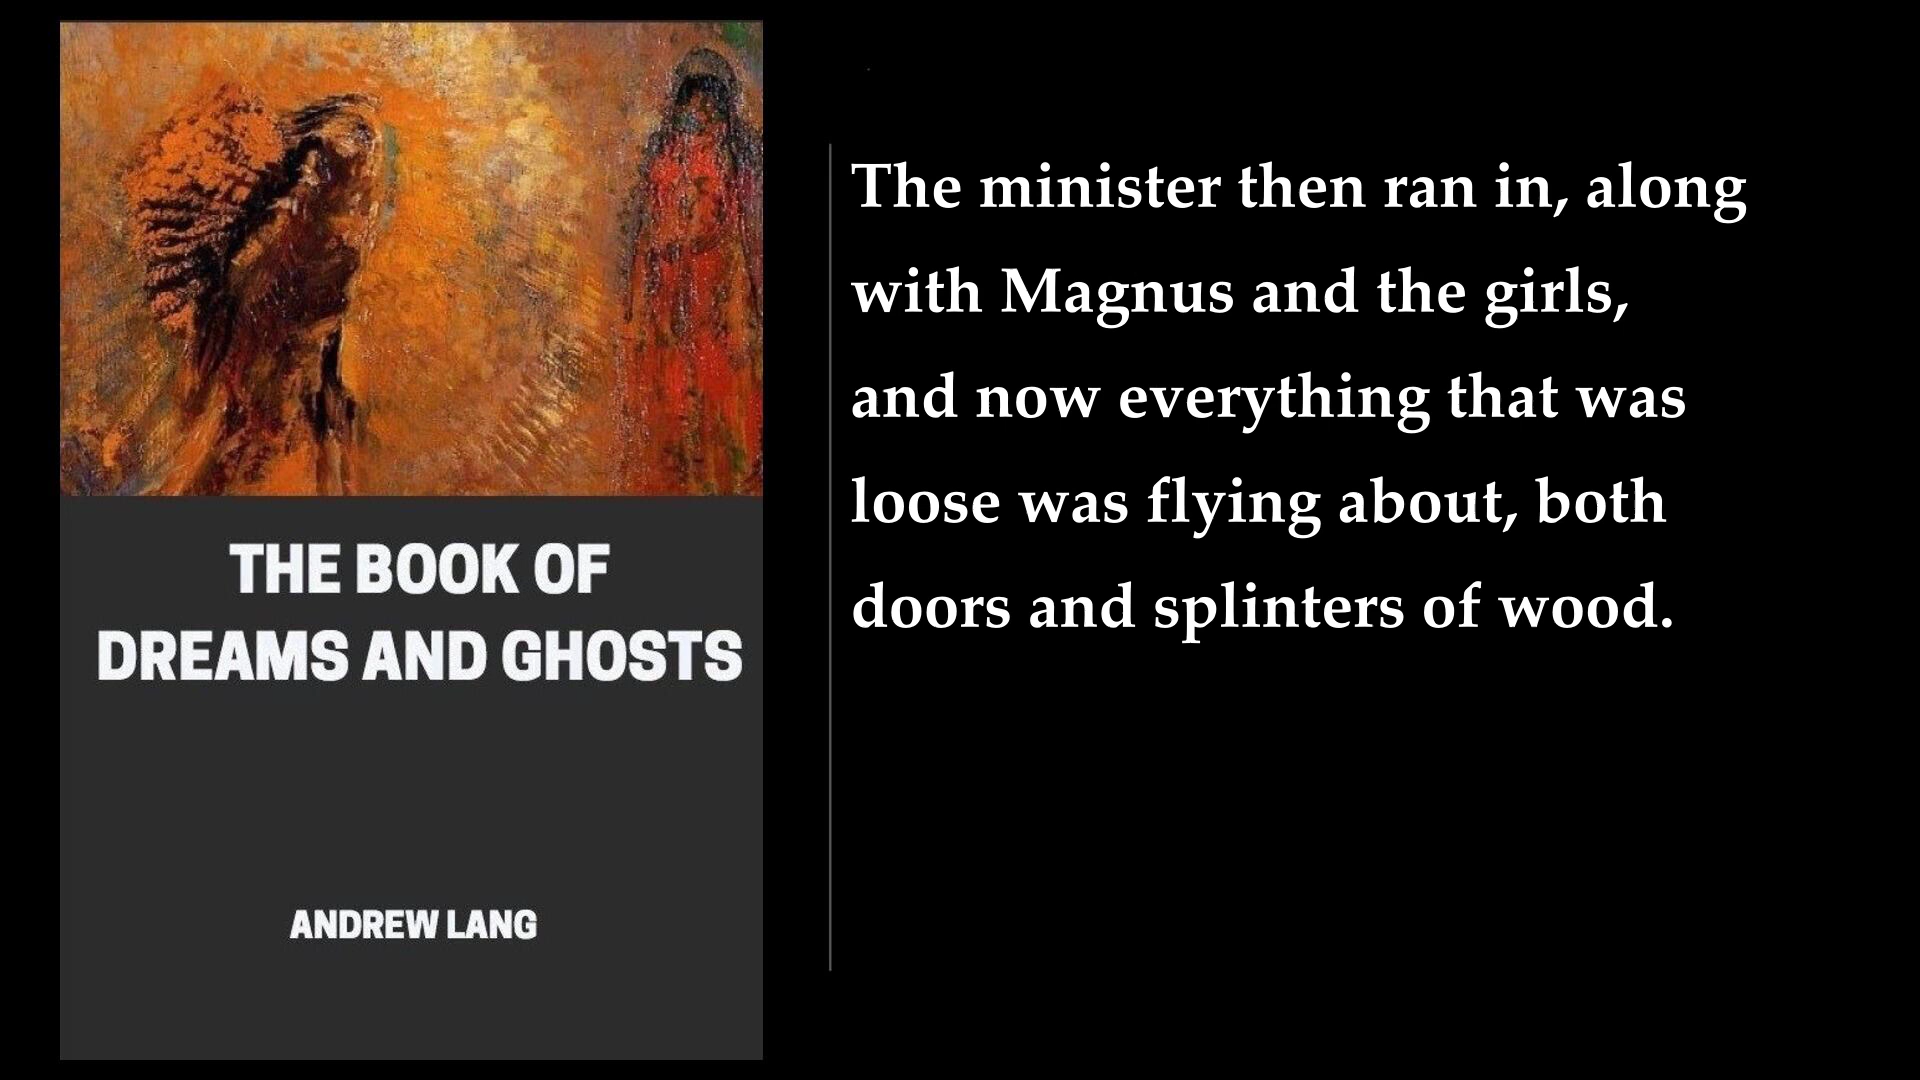 THE BOOK OF
DREAMS AND GHOSTS
ANDREW LANG
The minister then ran in, along
with Magnus and the girls,
and now everything that was
loose was flying about, both
doors and splinters of wood.